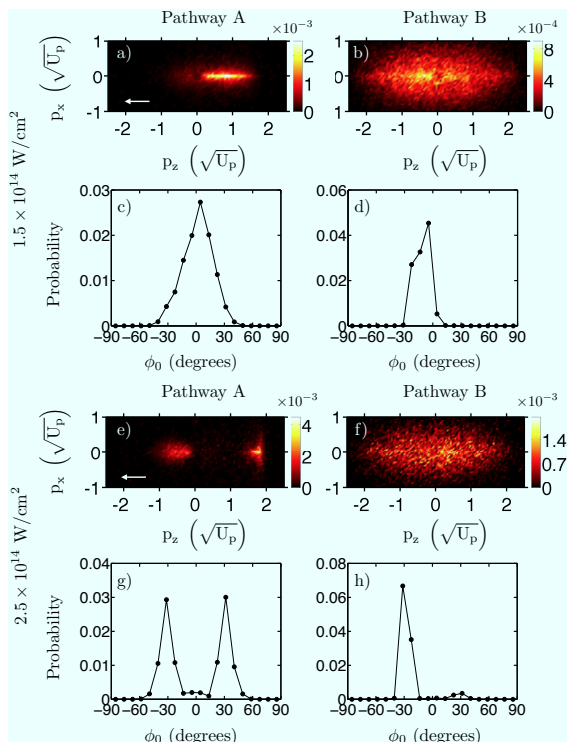 Pathway A Pathway B
×10⁻³ ×10⁻⁴
1.5 × 10¹⁴ W/cm²
pₓ (√Uₚ)
a) b)
1 0 -1
2 1 0
8 4 0
-2 -1 0 1 2 -2 -1 0 1 2
p_z (√Uₚ) p_z (√Uₚ)
Probability
c) d)
0.03 0.02 0.01 0
0.06 0.04 0.02 0
−90 −60 −30 0 30 60 90 −90 −60 −30 0 30 60 90
ϕ₀ (degrees) ϕ₀ (degrees)
Pathway A Pathway B
×10⁻³ ×10⁻³
2.5 × 10¹⁴ W/cm²
pₓ (√Uₚ)
e) f)
1 0 -1
4 2 0
1.4 0.7 0
-2 -1 0 1 2 -2 -1 0 1 2
p_z (√Uₚ) p_z (√Uₚ)
Probability
g) h)
0.04 0.03 0.02 0.01 0
0.08 0.06 0.04 0.02 0
−90 −60 −30 0 30 60 90 −90 −60 −30 0 30 60 90
ϕ₀ (degrees) ϕ₀ (degrees)